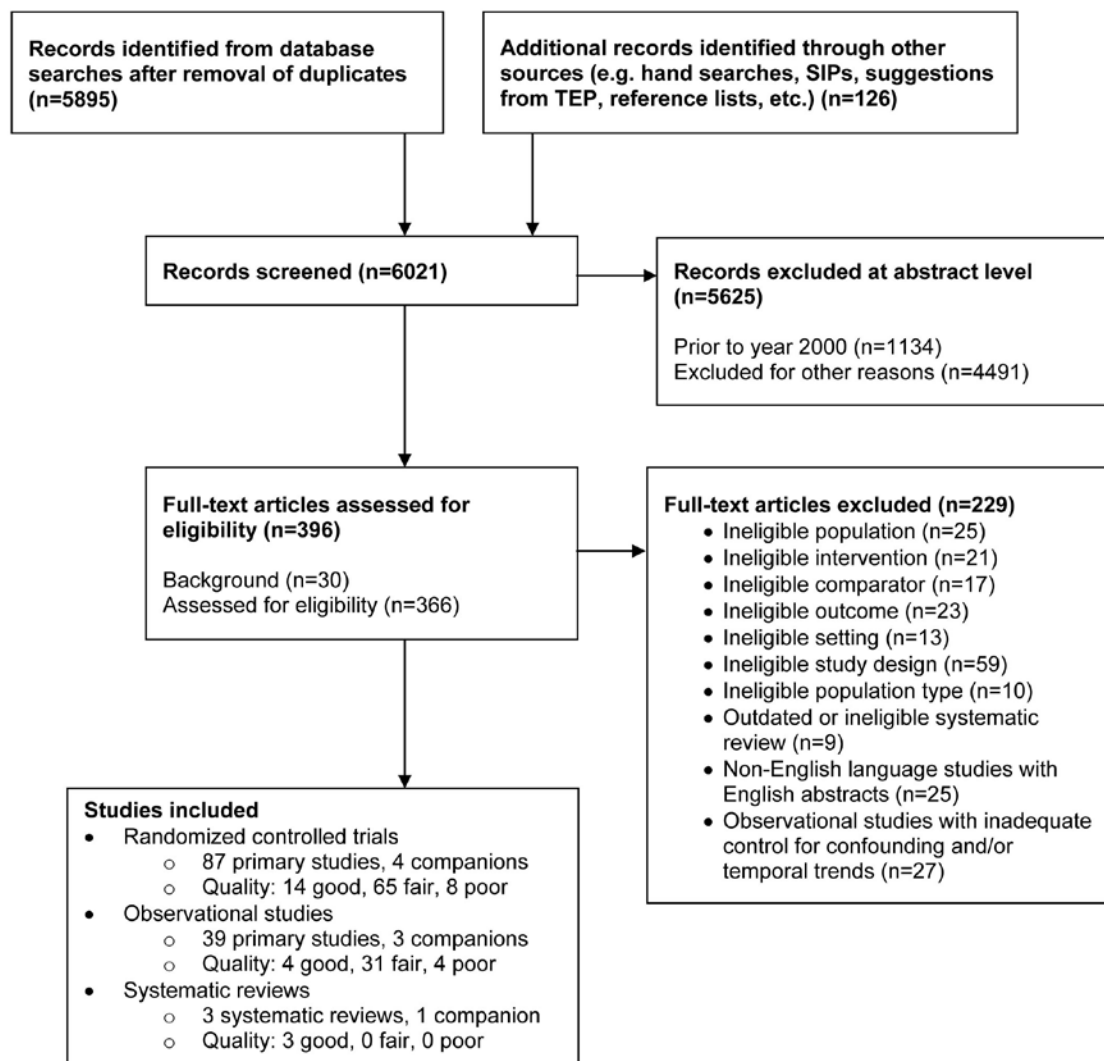 Records identified from database
searches after removal of duplicates
(n=5895)
Additional records identified through other
sources (e.g. hand searches, SIPs, suggestions
from TEP, reference lists, etc.) (n=126)
Records screened (n=6021)
Records excluded at abstract level
(n=5625)
Prior to year 2000 (n=1134)
Excluded for other reasons (n=4491)
Full-text articles assessed for
eligibility (n=396)
Background (n=30)
Assessed for eligibility (n=366)
Full-text articles excluded (n=229)
• Ineligible population (n=25)
• Ineligible intervention (n=21)
• Ineligible comparator (n=17)
• Ineligible outcome (n=23)
• Ineligible setting (n=13)
• Ineligible study design (n=59)
• Ineligible population type (n=10)
• Outdated or ineligible systematic
review (n=9)
• Non-English language studies with
English abstracts (n=25)
• Observational studies with inadequate
control for confounding and/or
temporal trends (n=27)
Studies included
• Randomized controlled trials
o 87 primary studies, 4 companions
o Quality: 14 good, 65 fair, 8 poor
• Observational studies
o 39 primary studies, 3 companions
o Quality: 4 good, 31 fair, 4 poor
• Systematic reviews
o 3 systematic reviews, 1 companion
o Quality: 3 good, 0 fair, 0 poor